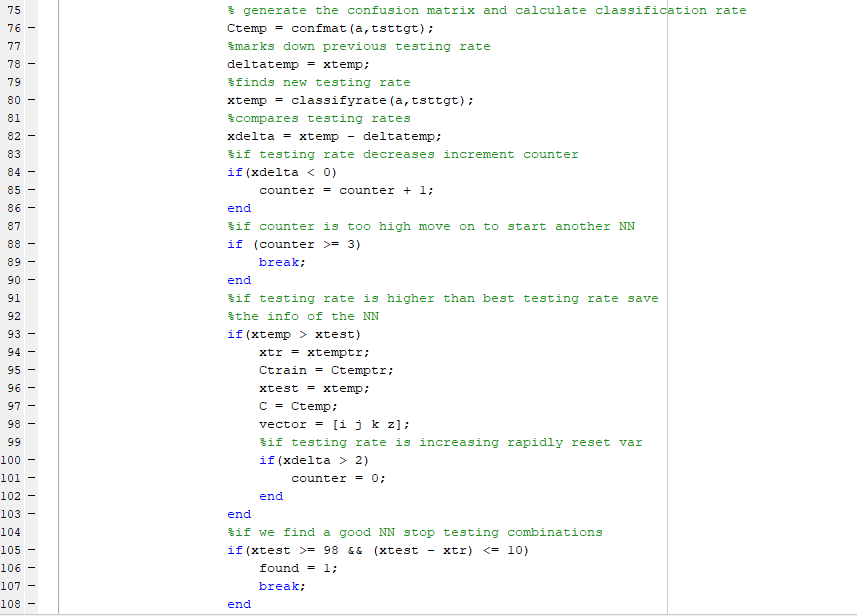 75 % generate the confusion matrix and calculate classification rate
76 – Ctemp = confmat(a,tsttgt);
77 %marks down previous testing rate
78 – deltatemp = xtemp;
79 %finds new testing rate
80 – xtemp = classifyrate(a,tsttgt);
81 %compares testing rates
82 – xdelta = xtemp - deltatemp;
83 %if testing rate decreases increment counter
84 – if(xdelta < 0)
85 – counter = counter + 1;
86 – end
87 %if counter is too high move on to start another NN
88 – if (counter >= 3)
89 – break;
90 – end
91 %if testing rate is higher than best testing rate save
92 %the info of the NN
93 – if(xtemp > xtest)
94 – xtr = xtemptr;
95 – Ctrain = Ctemptr;
96 – xtest = xtemp;
97 – C = Ctemp;
98 – vector = [i j k z];
99 %if testing rate is increasing rapidly reset var
100 – if(xdelta > 2)
101 – counter = 0;
102 – end
103 – end
104 %if we find a good NN stop testing combinations
105 – if(xtest >= 98 && (xtest - xtr) <= 10)
106 – found = 1;
107 – break;
108 – end